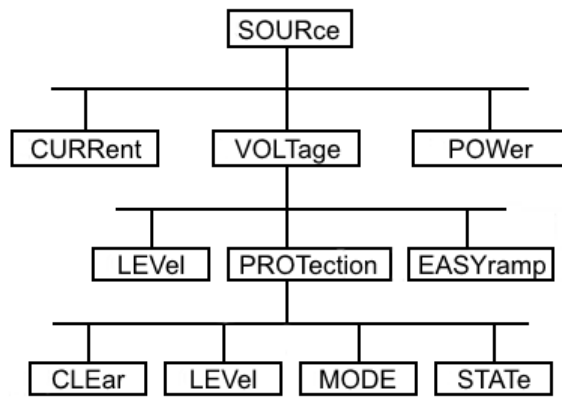 SOURce
CURRent VOLTage POWer
LEVel PROTection EASYramp
CLEar LEVel MODE STATe